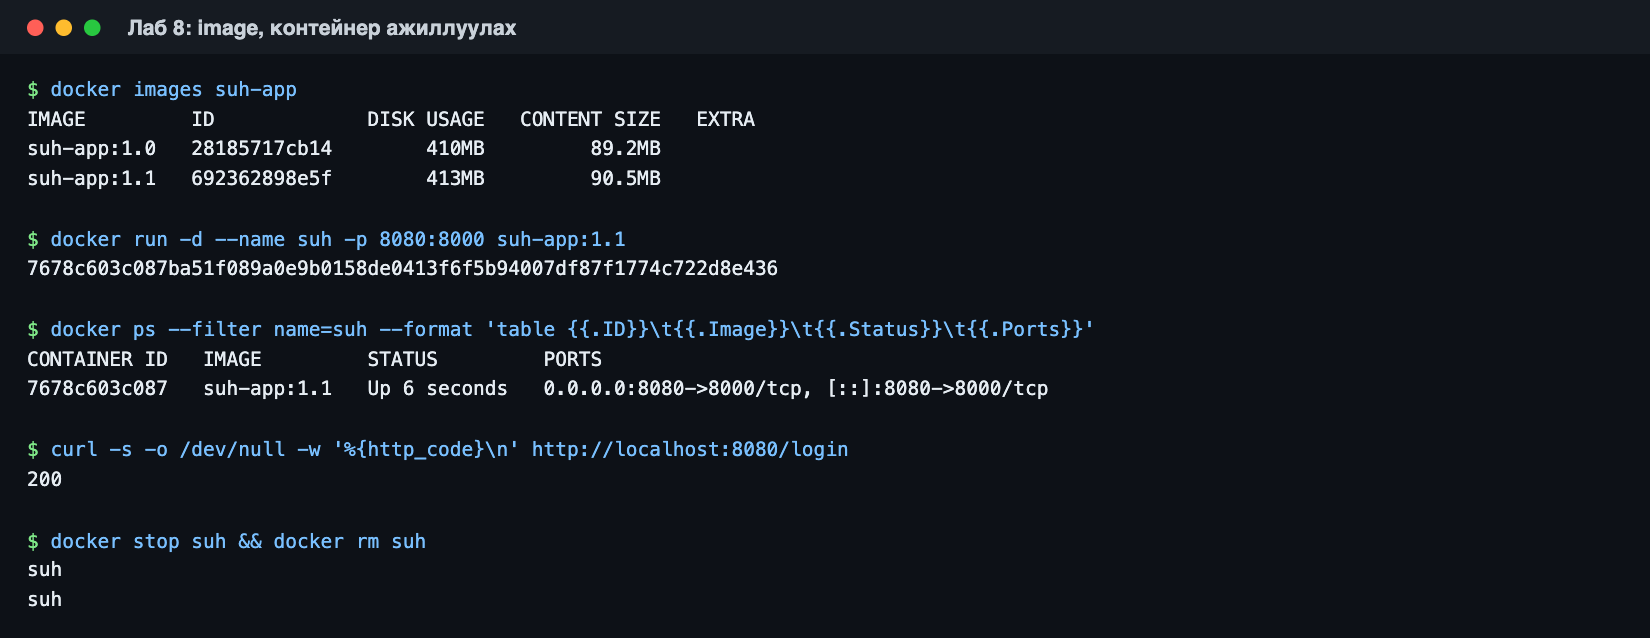 Лаб 8: image, контейнер ажиллуулах
$ docker images suh-app
IMAGE         ID             DISK USAGE   CONTENT SIZE   EXTRA
suh-app:1.0   28185717cb14        410MB         89.2MB
suh-app:1.1   692362898e5f        413MB         90.5MB
$ docker run -d --name suh -p 8080:8000 suh-app:1.1
7678c603c087ba51f089a0e9b0158de0413f6f5b94007df87f1774c722d8e436
$ docker ps --filter name=suh --format 'table {{.ID}}\t{{.Image}}\t{{.Status}}\t{{.Ports}}'
CONTAINER ID   IMAGE         STATUS         PORTS
7678c603c087   suh-app:1.1   Up 6 seconds   0.0.0.0:8080->8000/tcp, [::]:8080->8000/tcp
$ curl -s -o /dev/null -w '%{http_code}\n' http://localhost:8080/login
200
$ docker stop suh && docker rm suh
suh
suh